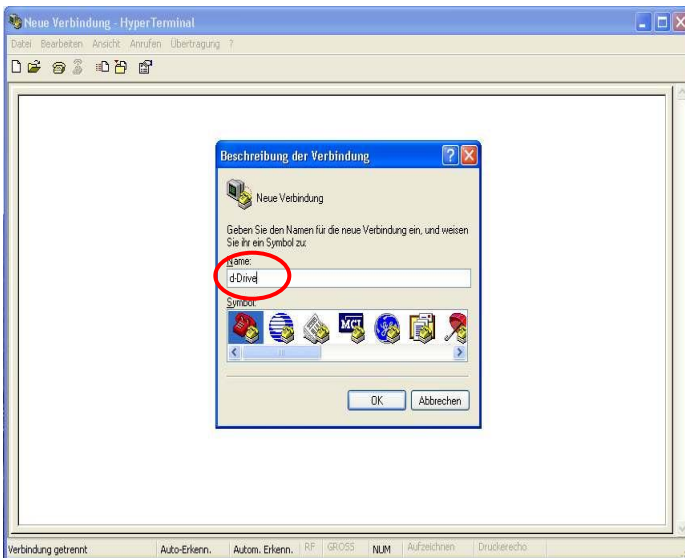 Neue Verbindung - HyperTerminal
Datei Bearbeiten Ansicht Anrufen Übertragung ?
Beschreibung der Verbindung
Neue Verbindung
Geben Sie den Namen für die neue Verbindung ein, und weisen
Sie ihr ein Symbol zu:
Name:
d-Drive
Symbol:
MCI
OK Abbrechen
Verbindung getrennt Auto-Erkenn. Autom. Erkenn. RF GROSS NUM Aufzeichnen Druckerecho